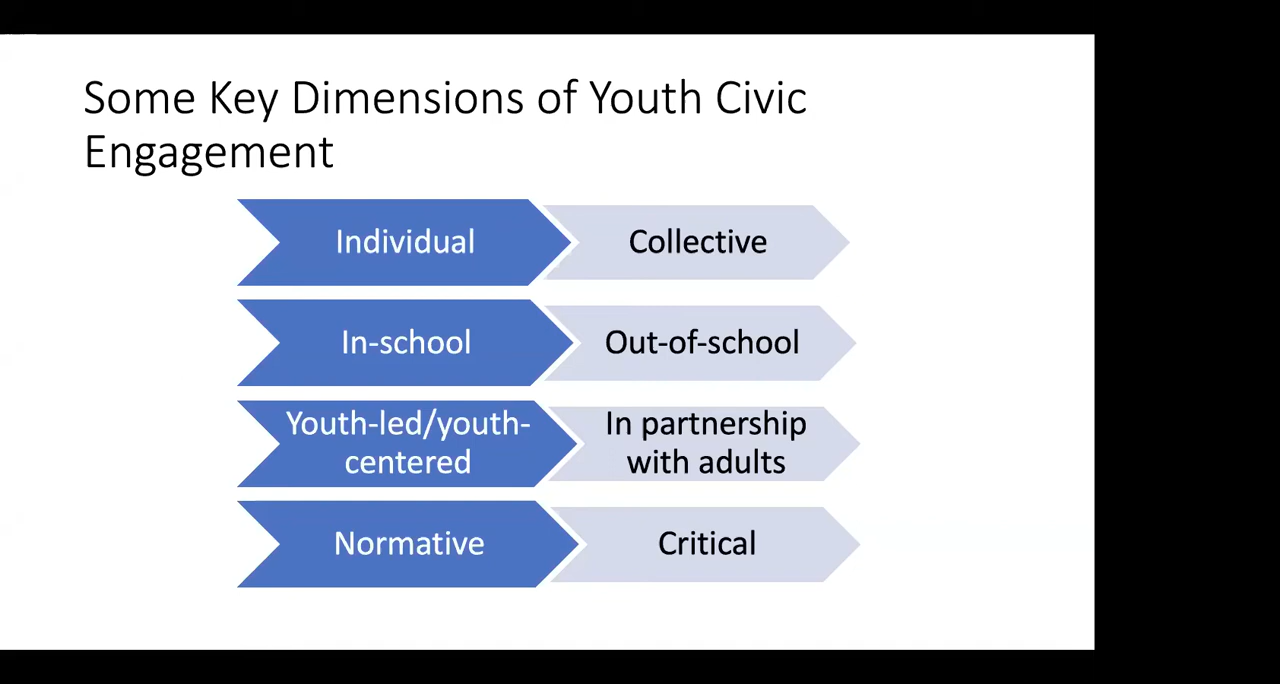 Some Key Dimensions of Youth Civic
Engagement
Individual
Collective
In-school
Out-of-school
Youth-led/youth-
centered
In partnership
with adults
Normative
Critical